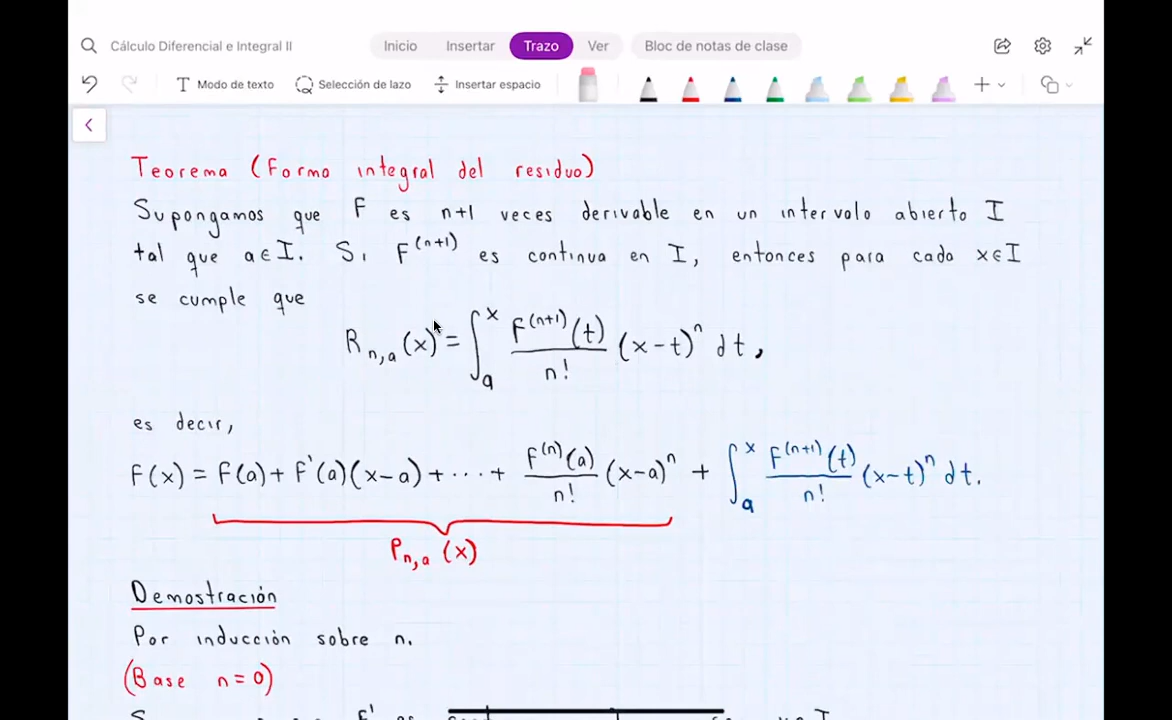 Cálculo Diferencial e Integral II
Inicio Insertar Trazo Ver Bloc de notas de clase
Modo de texto Selección de lazo Insertar espacio
Teorema (Forma integral del residuo)
Supongamos que F es n+1 veces derivable en un intervalo abierto I
tal que a∈I. Si F^(n+1) es continua en I, entonces para cada x∈I
se cumple que
R_{n,a}(x) = ∫_a^x F^(n+1)(t)/n! (x-t)^n dt,
es decir,
F(x) = F(a) + F'(a)(x-a) + ··· + F^(n)(a)/n! (x-a)^n + ∫_a^x F^(n+1)(t)/n! (x-t)^n dt.
P_{n,a}(x)
Demostración
Por inducción sobre n.
(Base n=0)